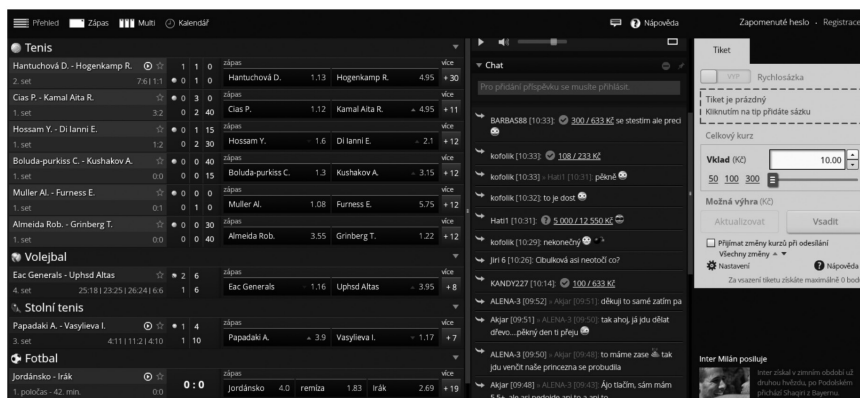 Přehled Zápas Multi Kalendář Nápověda Zapomenuté heslo • Registrace
Tenis
Hantuchová D. - Hogenkamp R. 1 1 0
2. set 7:6 | 1:1 0 1 0
zápas více
Hantuchová D. 1.13 Hogenkamp R. 4.95 +30
Cias P. - Kamal Aita R. 0 3 0
1. set 3:2 0 2 40
zápas více
Cias P. 1.12 Kamal Aita R. 4.95 +11
Hossam Y. - Di Ianni E. 0 1 15
1. set 1:2 0 2 30
zápas více
Hossam Y. 1.6 Di Ianni E. 2.1 +12
Boluda-purkiss C. - Kushakov A. 0 0 40
1. set 0:0 0 0 15
zápas více
Boluda-purkiss C. 1.3 Kushakov A. 3.15 +12
Muller Al. - Furness E. 0 0 0
1. set 0:1 0 1 0
zápas více
Muller Al. 1.08 Furness E. 5.75 +12
Almeida Rob. - Grinberg T. 0 0 30
1. set 0:0 0 0 40
zápas více
Almeida Rob. 3.55 Grinberg T. 1.22 +12
Volejbal
Eac Generals - Uphsd Altas 2 6
4. set 25:18 | 23:25 | 26:24 | 6:6 1 6
zápas více
Eac Generals 1.16 Uphsd Altas 3.95 +8
Stolní tenis
Papadaki A. - Vasylieva I. 1 4
3. set 4:11 | 11:2 | 4:10 1 10
zápas více
Papadaki A. 3.9 Vasylieva I. 1.17 +7
Fotbal
Jordánsko - Irák 0 : 0
1. poločas - 42. min. 0:0
zápas více
Jordánsko 4.0 remíza 1.83 Irák 2.69 +19
Chat
Pro přidání příspěvku se musíte přihlásit.
BARBAS88 [10:33]: 300 / 633 Kč se stestim ale preci
kofolik [10:33]: 108 / 233 Kč
kofolik [10:33] » Hati1 [10:31]: pěkně
kofolik [10:32]: to je dost
Hati1 [10:31]: 5 000 / 12 550 Kč
kofolik [10:29]: nekonečný
Jiri 6 [10:26]: Cibulková asi neotočí co?
KANDY227 [10:14]: 100 / 633 Kč
ALENA-3 [09:52] » Akjar [09:51]: děkuji to samé zatím pa
Akjar [09:51] » ALENA-3 [09:50]: tak ahoj, já jdu dělat
dřevo...pěkný den ti přeju
ALENA-3 [09:50] » Akjar [09:48]: to máme zase tak
jdu venčit naše princezna se probudila
Akjar [09:48] » ALENA-3 [09:43]: Ajo tlačím, sám mám
Tiket
VYP Rychlosázka
Tiket je prázdný
Kliknutím na tip přidáte sázku
Celkový kurz
Vklad (Kč) 10.00
50 100 300
Možná výhra (Kč)
Aktualizovat Vsadit
Přijímat změny kurzů při odesílání
Všechny změny
Nastavení Nápověda
Za vsazení tiketu získáte maximálně 0 bodů
Inter Milán posiluje
Inter získal v zimním období už
druhou hvězdu, po Podolském
přichází Shaqiri z Bayernu.